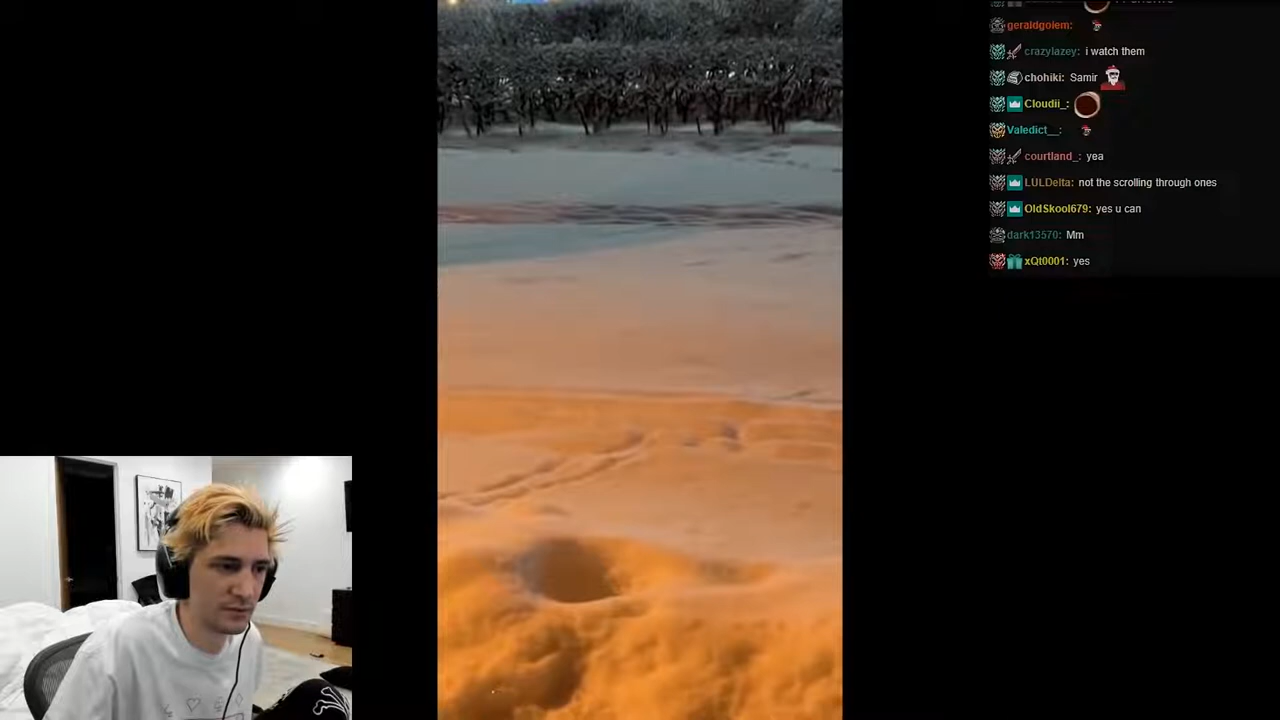 geraldgolem:
crazylazey: i watch them
chohiki: Samir
Cloudii_:
Valedict__:
courtland_: yea
LULDelta: not the scrolling through ones
OldSkool679: yes u can
dark13570: Mm
xQt0001: yes